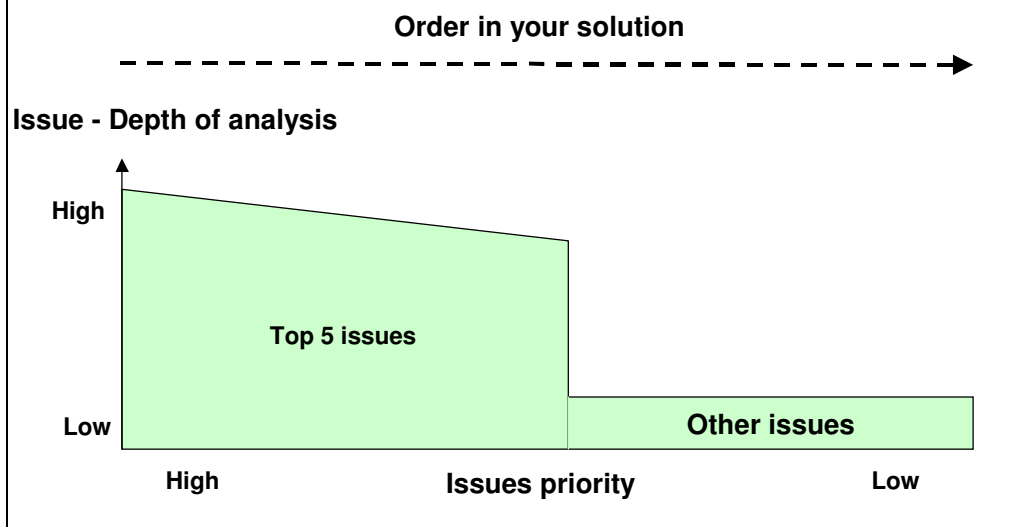 Order in your solution
Issue - Depth of analysis
High
Top 5 issues
Low
Other issues
High
Issues priority
Low